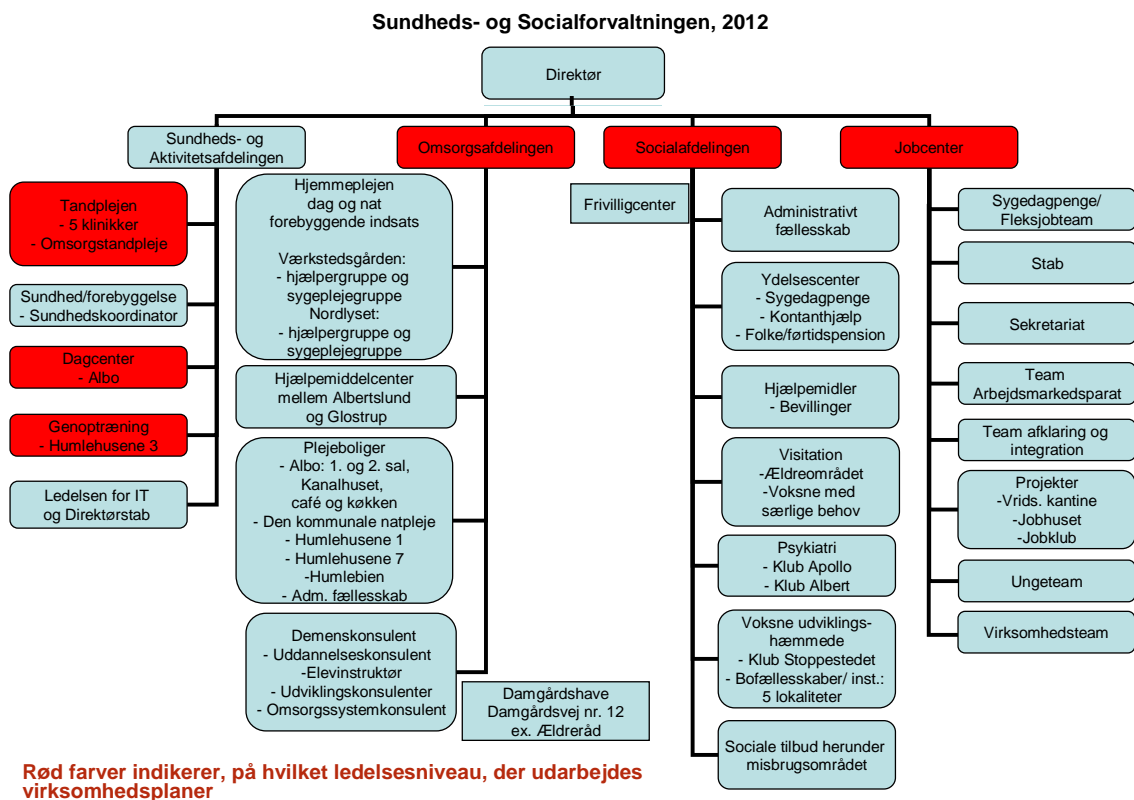 Sundheds- og Socialforvaltningen, 2012
Direktør
Sundheds- og
Aktivitetsafdelingen
Omsorgsafdelingen
Socialafdelingen
Jobcenter
Tandplejen
- 5 klinikker
- Omsorgstandpleje
Sundhed/forebyggelse
- Sundhedskoordinator
Dagcenter
- Albo
Genoptræning
- Humlehusene 3
Ledelsen for IT
og Direktørstab
Hjemmeplejen
dag og nat
forebyggende indsats
Værkstedsgården:
- hjælpergruppe og
sygeplejegruppe
Nordlyset:
- hjælpergruppe og
sygeplejegruppe
Hjælpemiddelcenter
mellem Albertslund
og Glostrup
Plejeboliger
- Albo: 1. og 2. sal,
Kanalhuset,
café og køkken
- Den kommunale natpleje
- Humlehusene 1
- Humlehusene 7
-Humlebien
- Adm. fællesskab
Demenskonsulent
- Uddannelseskonsulent
-Elevinstruktør
- Udviklingskonsulenter
- Omsorgssystemkonsulent
Damgårdshave
Damgårdsvej nr. 12
ex. Ældreråd
Frivilligcenter
Administrativt
fællesskab
Ydelsescenter
- Sygedagpenge
- Kontanthjælp
- Folke/førtidspension
Hjælpemidler
- Bevillinger
Visitation
-Ældreområdet
-Voksne med
særlige behov
Psykiatri
- Klub Apollo
- Klub Albert
Voksne udviklings-
hæmmede
- Klub Stoppestedet
- Bofællesskaber/ inst.:
5 lokaliteter
Sociale tilbud herunder
misbrugsområdet
Sygedagpenge/
Fleksjobteam
Stab
Sekretariat
Team
Arbejdsmarkedsparat
Team afklaring og
integration
Projekter
-Vrids. kantine
-Jobhuset
-Jobklub
Ungeteam
Virksomhedsteam
Rød farver indikerer, på hvilket ledelsesniveau, der udarbejdes
virksomhedsplaner